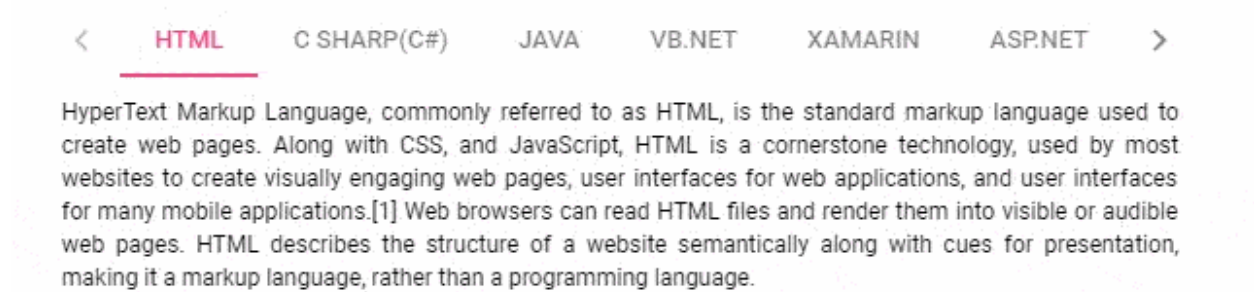 HTML C SHARP(C#) JAVA VB.NET XAMARIN ASP.NET
HyperText Markup Language, commonly referred to as HTML, is the standard markup language used to
create web pages. Along with CSS, and JavaScript, HTML is a cornerstone technology, used by most
websites to create visually engaging web pages, user interfaces for web applications, and user interfaces
for many mobile applications.[1] Web browsers can read HTML files and render them into visible or audible
web pages. HTML describes the structure of a website semantically along with cues for presentation,
making it a markup language, rather than a programming language.